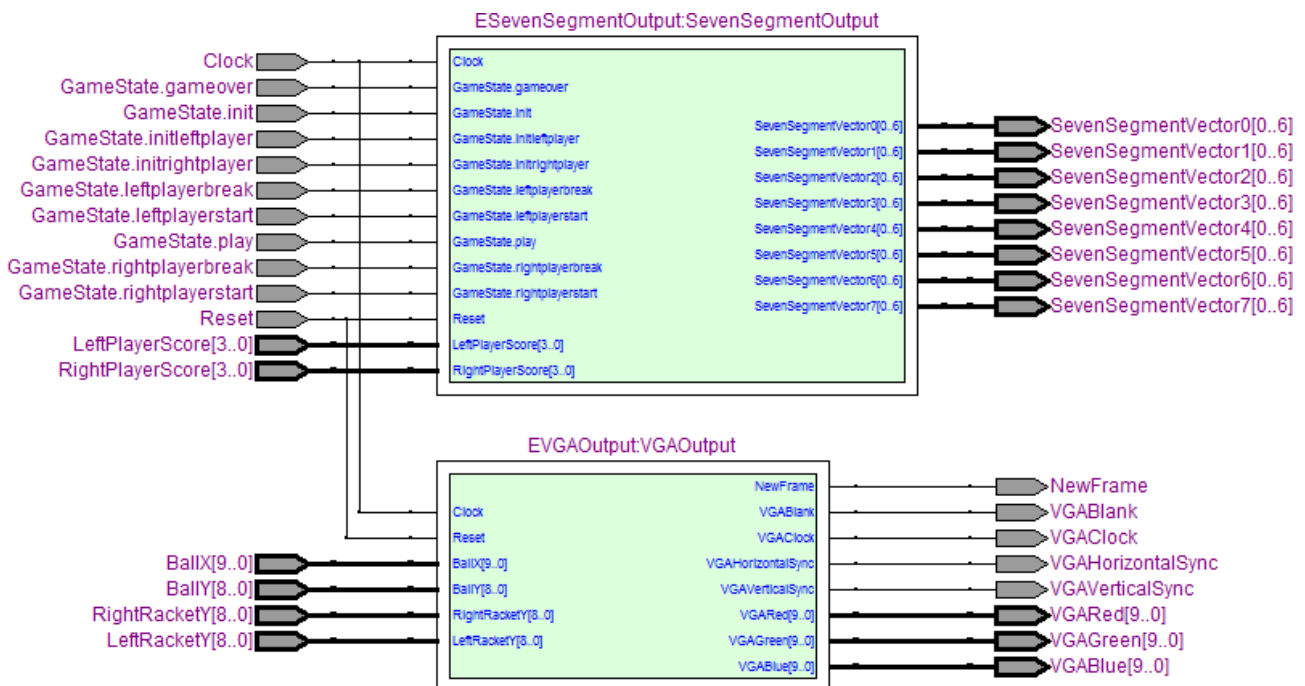 ESevenSegmentOutput:SevenSegmentOutput
Clock
GameState.gameover
GameState.init
GameState.initleftplayer
GameState.initrightplayer
GameState.leftplayerbreak
GameState.leftplayerstart
GameState.play
GameState.rightplayerbreak
GameState.rightplayerstart
Reset
LeftPlayerScore[3..0]
RightPlayerScore[3..0]
Clock
GameState.gameover
GameState.init
GameState.initleftplayer
GameState.initrightplayer
GameState.leftplayerbreak
GameState.leftplayerstart
GameState.play
GameState.rightplayerbreak
GameState.rightplayerstart
Reset
LeftPlayerScore[3..0]
RightPlayerScore[3..0]
SevenSegmentVector0[0..6]
SevenSegmentVector1[0..6]
SevenSegmentVector2[0..6]
SevenSegmentVector3[0..6]
SevenSegmentVector4[0..6]
SevenSegmentVector5[0..6]
SevenSegmentVector6[0..6]
SevenSegmentVector7[0..6]
SevenSegmentVector0[0..6]
SevenSegmentVector1[0..6]
SevenSegmentVector2[0..6]
SevenSegmentVector3[0..6]
SevenSegmentVector4[0..6]
SevenSegmentVector5[0..6]
SevenSegmentVector6[0..6]
SevenSegmentVector7[0..6]
EVGAOutput:VGAOutput
BallX[9..0]
BallY[8..0]
RightRacketY[8..0]
LeftRacketY[8..0]
Clock
Reset
BallX[9..0]
BallY[8..0]
RightRacketY[8..0]
LeftRacketY[8..0]
NewFrame
VGABlank
VGAClock
VGAHorizontalSync
VGAVerticalSync
VGARed[9..0]
VGAGreen[9..0]
VGABlue[9..0]
NewFrame
VGABlank
VGAClock
VGAHorizontalSync
VGAVerticalSync
VGARed[9..0]
VGAGreen[9..0]
VGABlue[9..0]